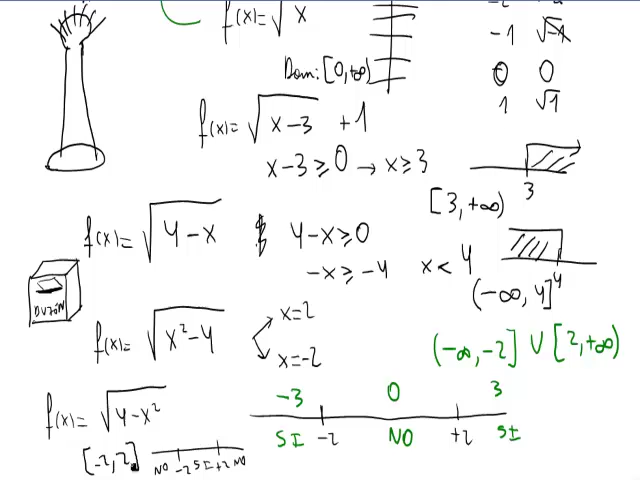 f(x)=√x
-1 √-1
Dom: [0,+∞)
0 0
1 √1
f(x)=√x-3 +1
x-3≥0 → x≥3
3
[3,+∞)
f(x)=√4-x
4-x≥0
-x≥-4
x<4
4
(-∞,4]
BUZÓN
f(x)=√x²-4
x=2
x=-2
(-∞,-2] U [2,+∞)
-3 0 3
SI -2 NO +2 SI
f(x)=√4-x²
[-2,2]
NO -2 SI +2 NO